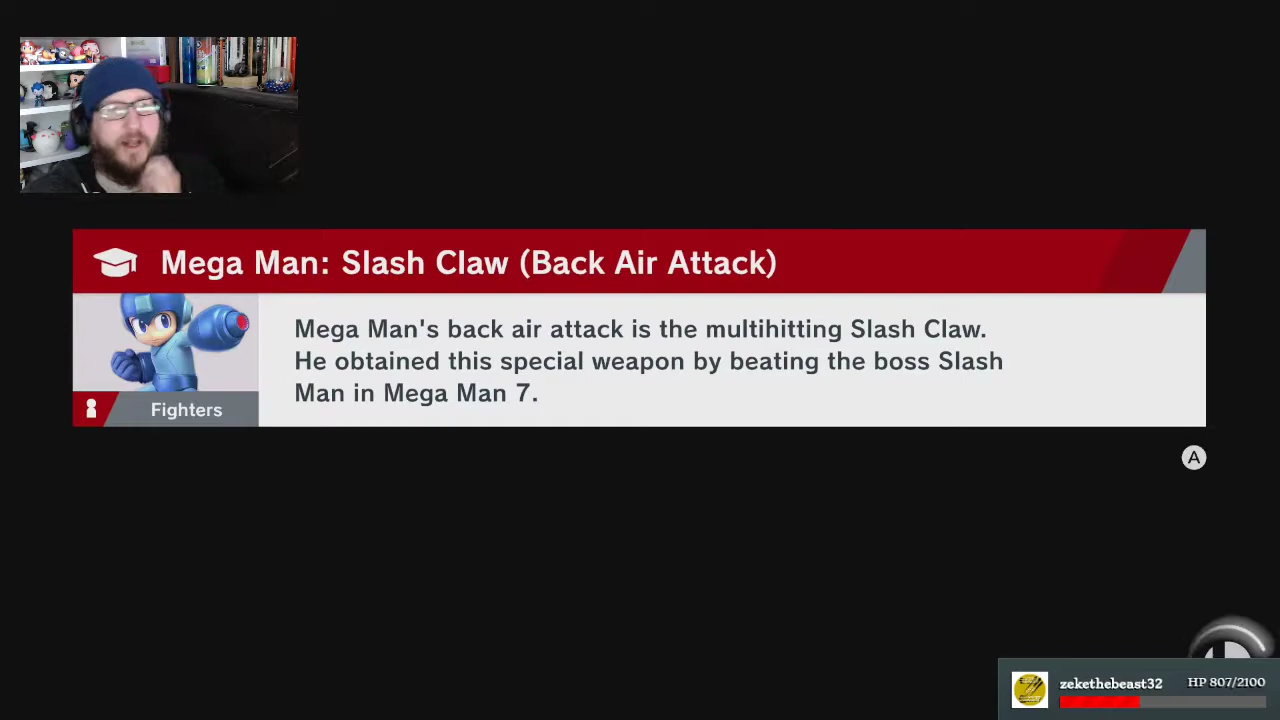 Mega Man: Slash Claw (Back Air Attack)
Mega Man's back air attack is the multihitting Slash Claw.
He obtained this special weapon by beating the boss Slash
Man in Mega Man 7.
Fighters
A
zekethebeast32 HP 807/2100